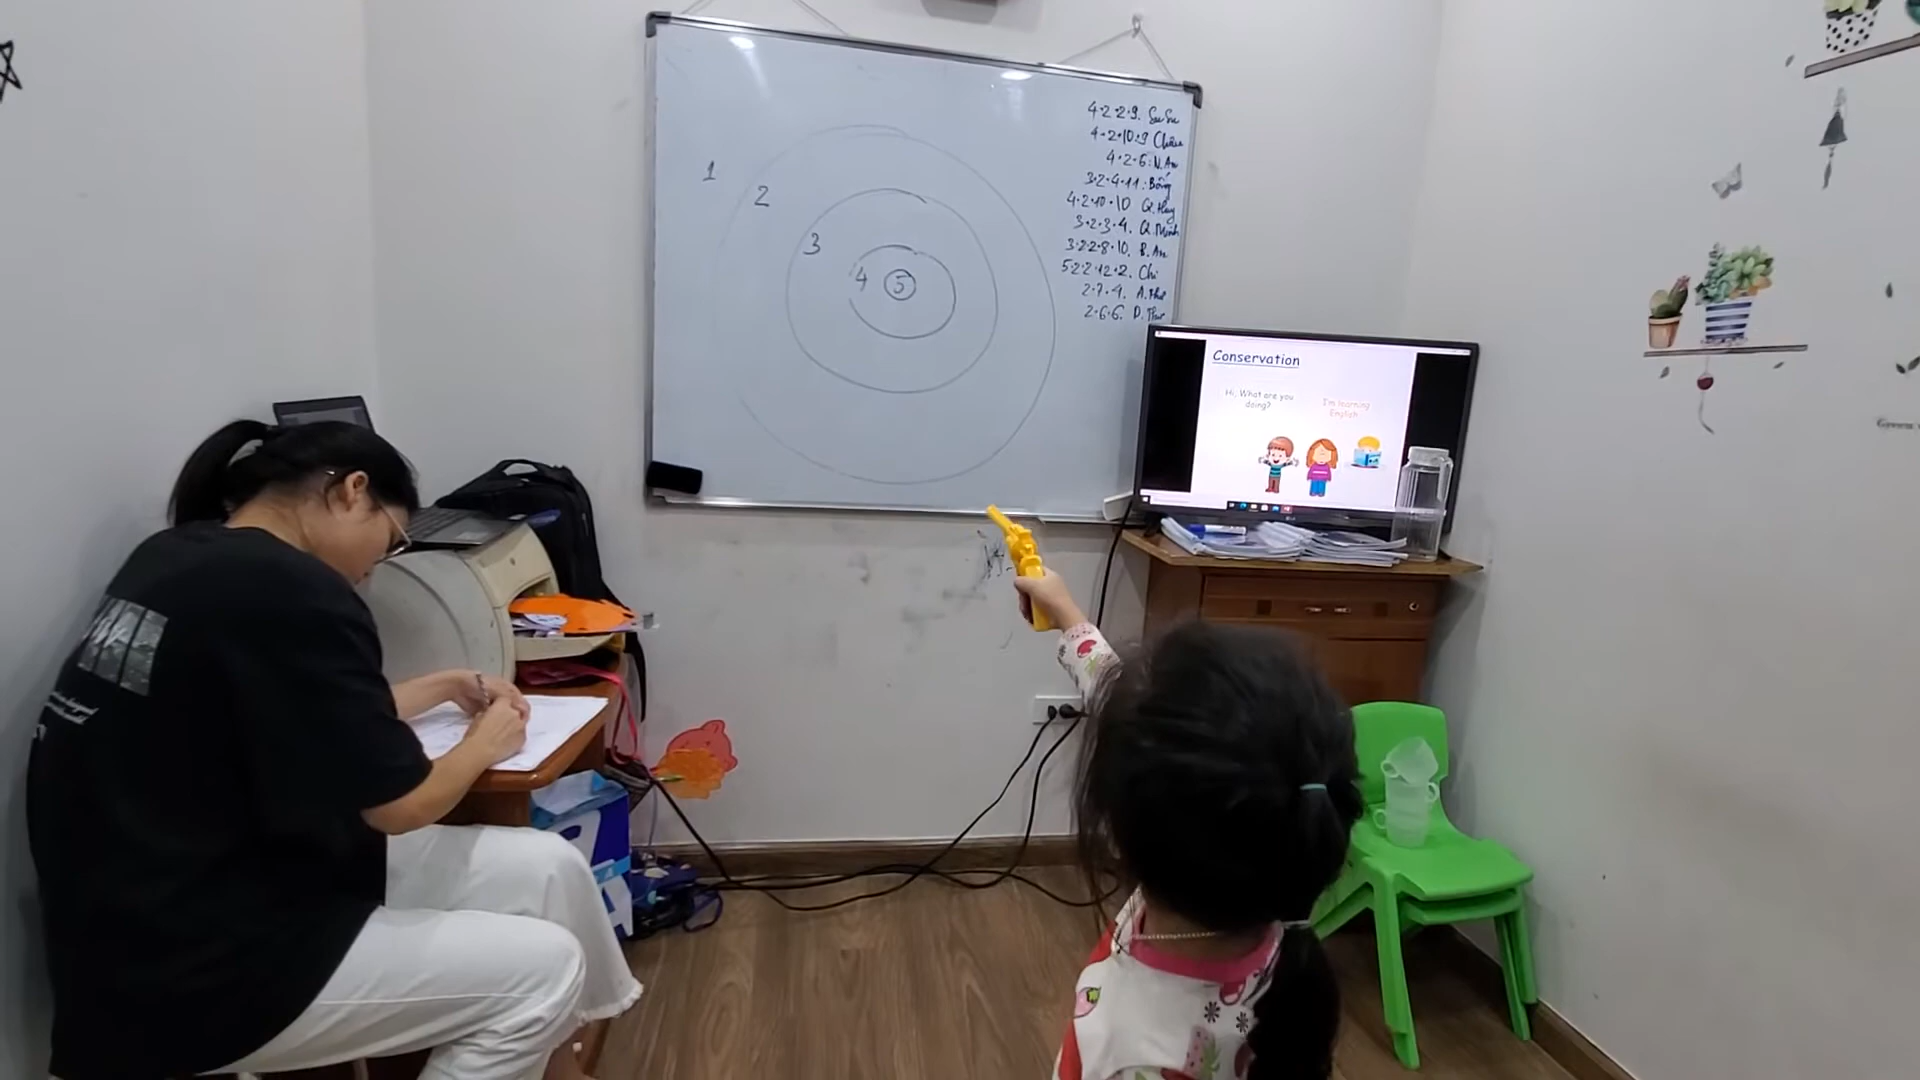 1
2
3
4
5
4.2.2.9. Su Su
4.2.10.9 Châu
4.2.6: N.An
3.2.4.11: Bống
4.2.10.10 Q.Huy
3.2.3.4. Q.Minh
3.2.2.8.10. B.An
5.2.2.12.2. Chi
2.7.4. A.Thư
2.6.6. D.Thư
Conservation
Hi, What are you
doing?
I'm learning
English
Green